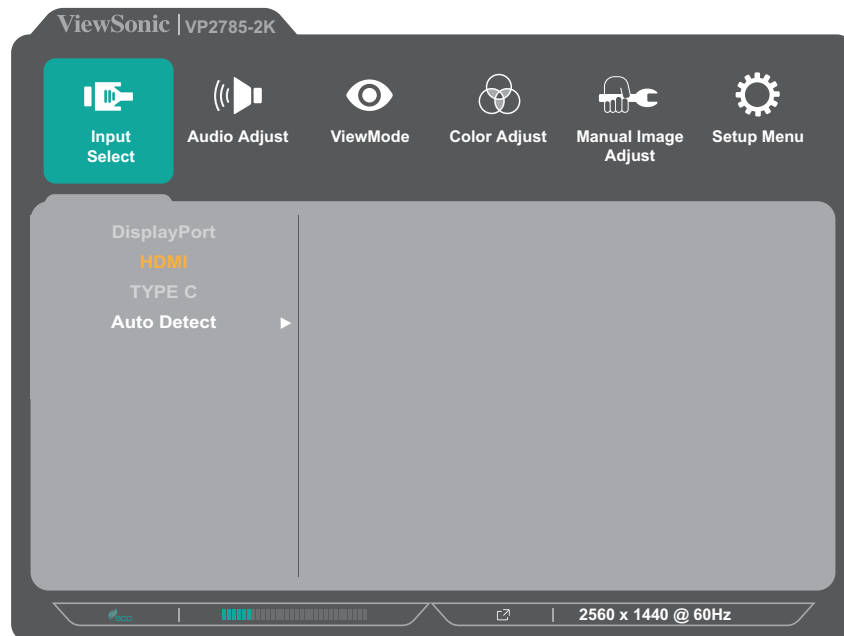 ViewSonic | VP2785-2K
Input
Select
Audio Adjust
ViewMode
Color Adjust
Manual Image
Adjust
Setup Menu
DisplayPort
HDMI
TYPE C
Auto Detect
eco
2560 x 1440 @ 60Hz